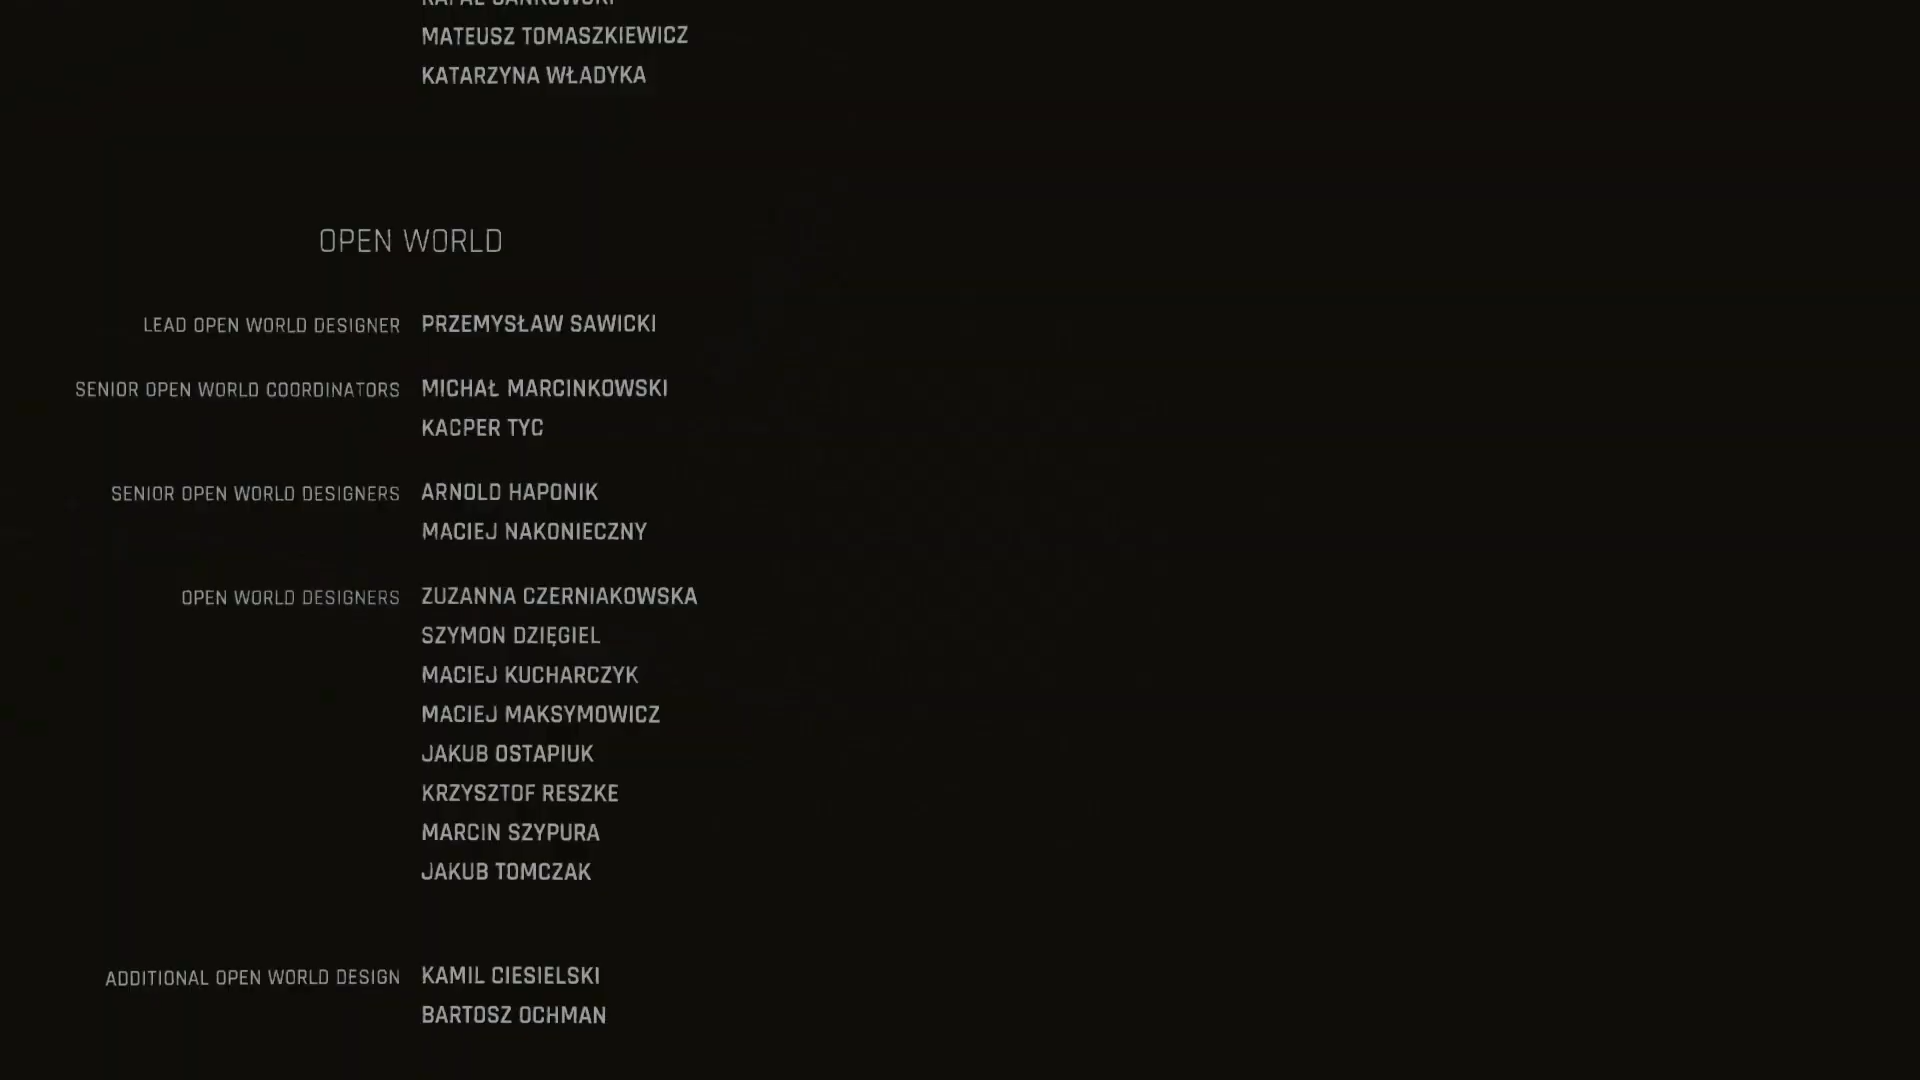 MATEUSZ TOMASZKIEWICZ
KATARZYNA WŁADYKA
OPEN WORLD
LEAD OPEN WORLD DESIGNER PRZEMYSŁAW SAWICKI
SENIOR OPEN WORLD COORDINATORS MICHAŁ MARCINKOWSKI
KACPER TYC
SENIOR OPEN WORLD DESIGNERS ARNOLD HAPONIK
MACIEJ NAKONIECZNY
OPEN WORLD DESIGNERS ZUZANNA CZERNIAKOWSKA
SZYMON DZIĘGIEL
MACIEJ KUCHARCZYK
MACIEJ MAKSYMOWICZ
JAKUB OSTAPIUK
KRZYSZTOF RESZKE
MARCIN SZYPURA
JAKUB TOMCZAK
ADDITIONAL OPEN WORLD DESIGN KAMIL CIESIELSKI
BARTOSZ OCHMAN